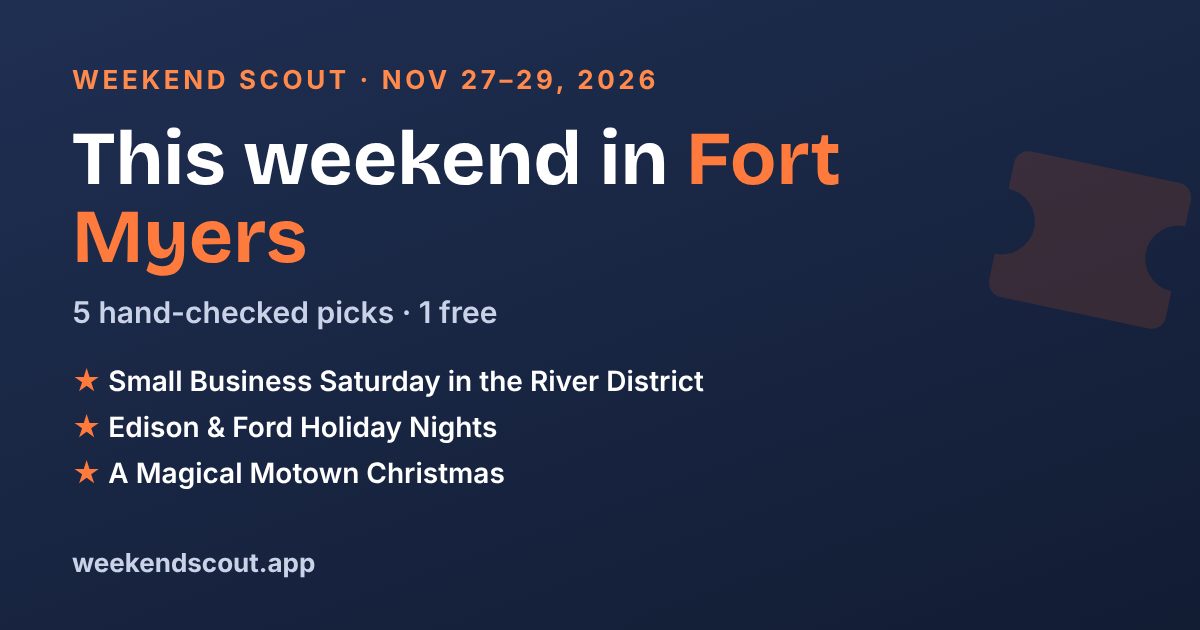 WEEKEND SCOUT · NOV 27–29, 2026
This weekend in Fort
Myers
5 hand-checked picks · 1 free
★ Small Business Saturday in the River District
★ Edison & Ford Holiday Nights
★ A Magical Motown Christmas
weekendscout.app